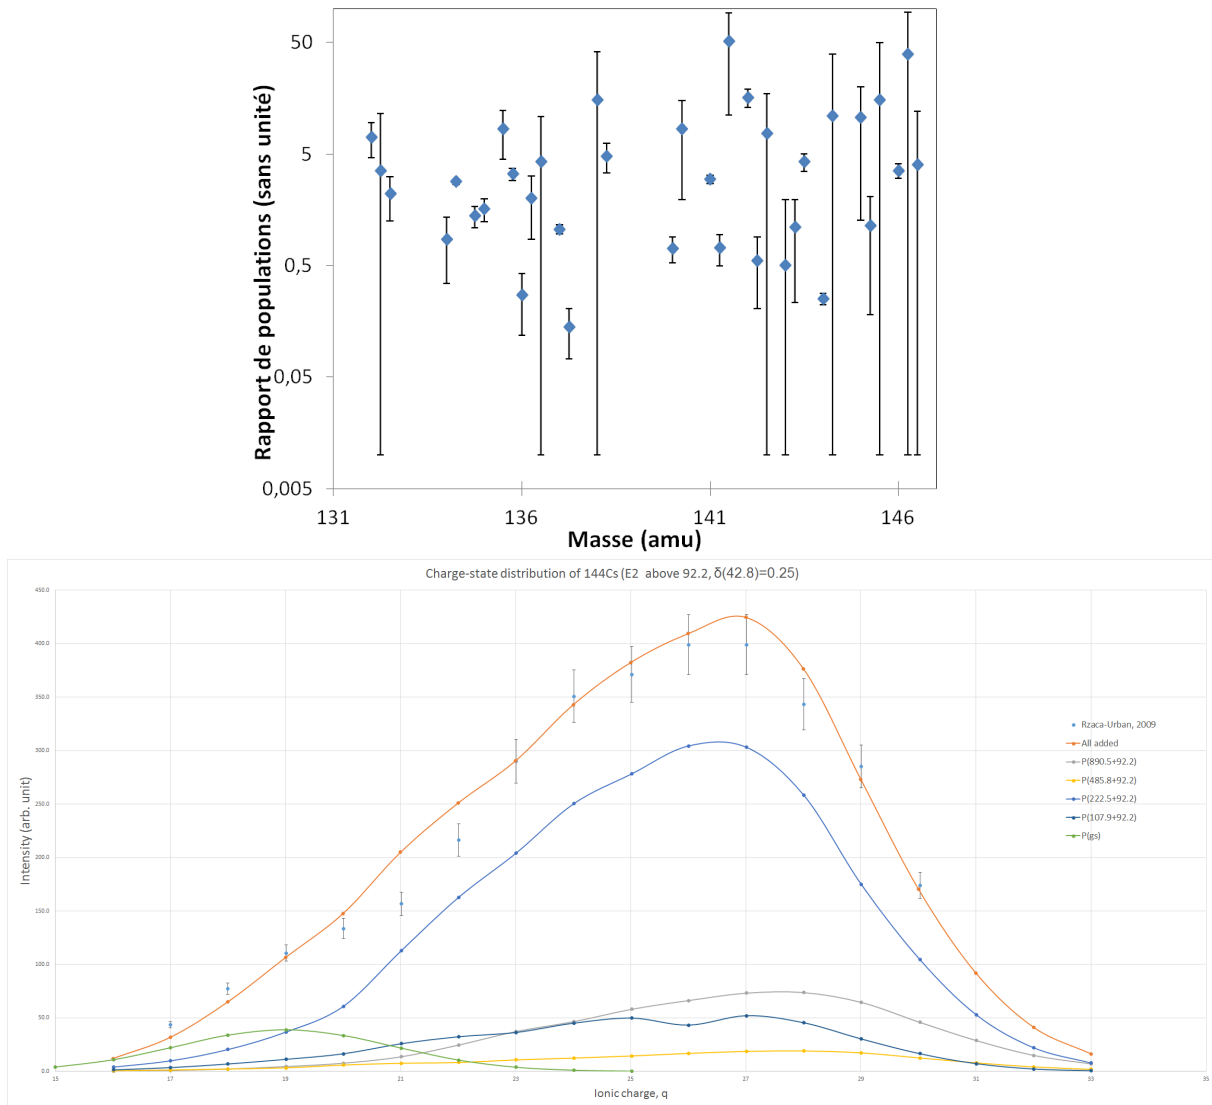 Rapport de populations (sans unité)
50
5
0,5
0,05
0,005
131
136
141
146
Masse (amu)
Charge-state distribution of 144Cs (E2 above 92.2, δ(42.8)=0.25)
Intensity (arb. unit)
450.0
400.0
350.0
300.0
250.0
200.0
150.0
100.0
50.0
0.0
15
17
19
21
23
25
27
29
31
33
35
Ionic charge, q
Rzaca-Urban, 2009
All added
P(890.5+92.2)
P(485.8+92.2)
P(222.5+92.2)
P(107.9+92.2)
P(gs)